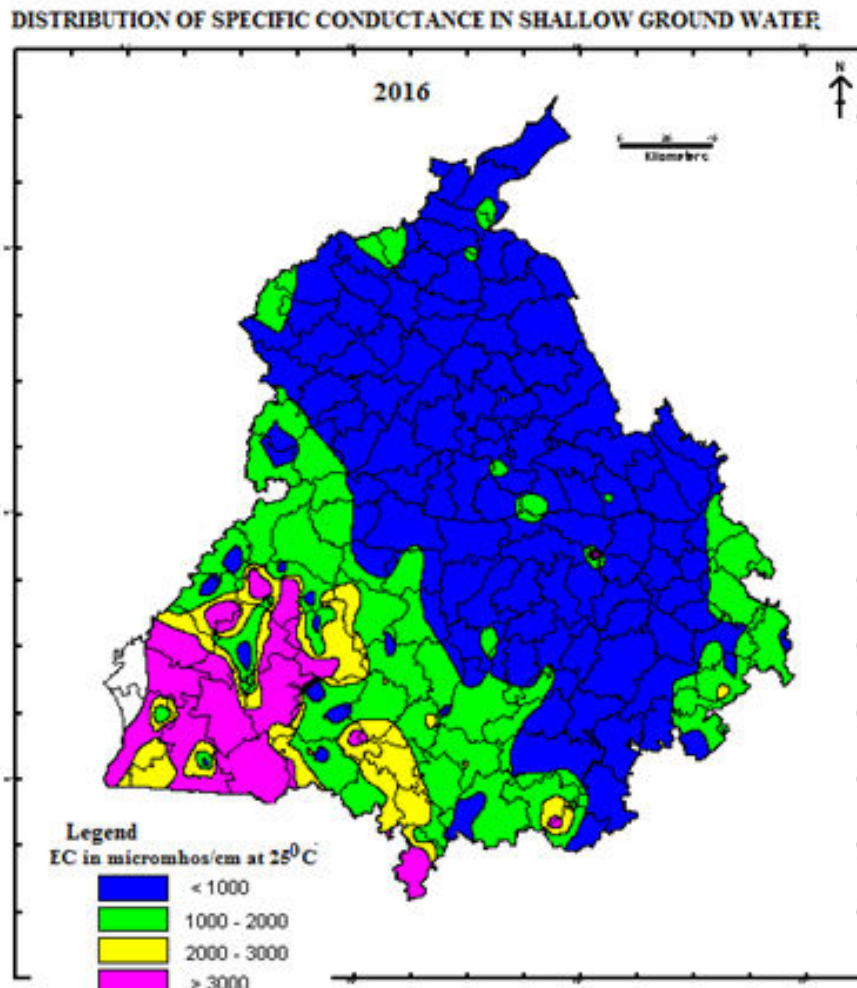 DISTRIBUTION OF SPECIFIC CONDUCTANCE IN SHALLOW GROUND WATER,
2016
N
Kilometers
Legend
EC in micromhos/cm at 25⁰C
< 1000
1000 - 2000
2000 - 3000
> 3000